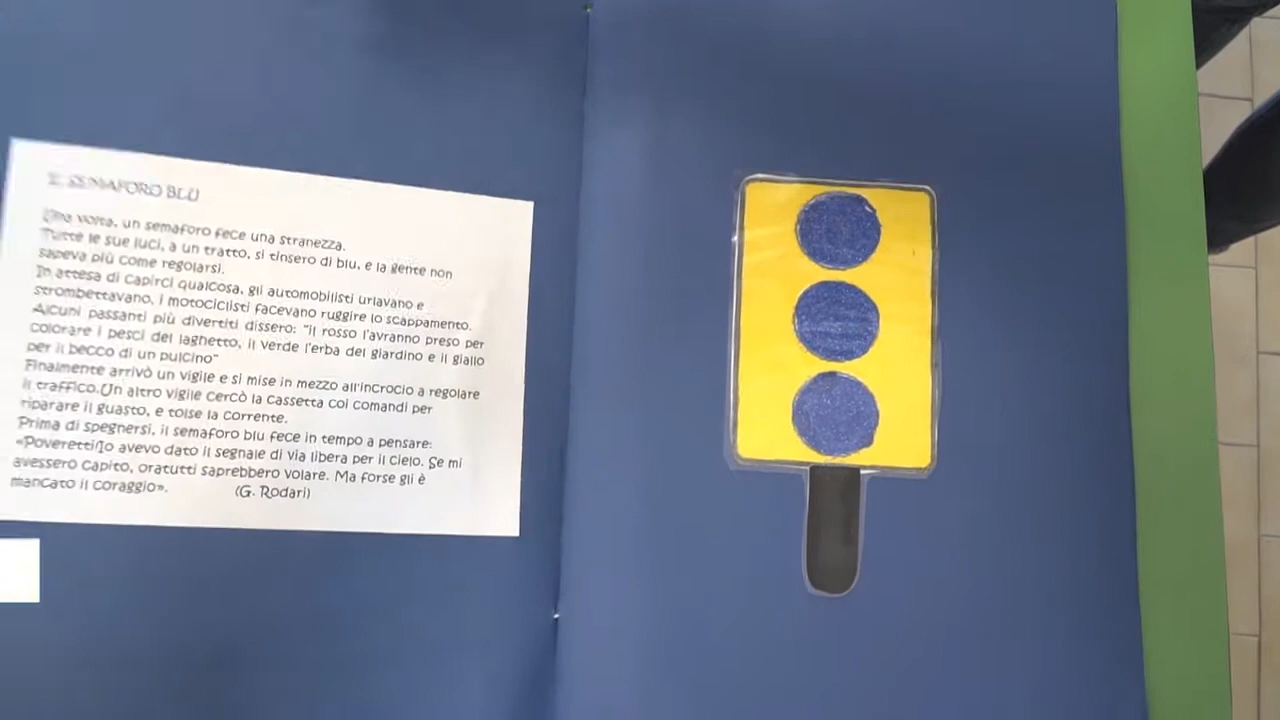 IL SEMAFORO BLU
Una volta, un semaforo fece una stranezza.
Tutte le sue luci, a un tratto, si tinsero di blu, e la gente non
sapeva più come regolarsi.
In attesa di capirci qualcosa, gli automobilisti urlavano e
strombettavano, i motociclisti facevano ruggire lo scappamento.
Alcuni passanti più divertiti dissero: "il rosso l'avranno preso per
colorare i pesci del laghetto, il verde l'erba del giardino e il giallo
per il becco di un pulcino"
Finalmente arrivò un vigile e si mise in mezzo all'incrocio a regolare
il traffico.Un altro vigile cercò la cassetta coi comandi per
riparare il guasto, e tolse la corrente.
Prima di spegnersi, il semaforo blu fece in tempo a pensare:
«Poveretti!Io avevo dato il segnale di via libera per il cielo. Se mi
avessero capito, oratutti saprebbero volare. Ma forse gli è
mancato il coraggio». (G. Rodari)